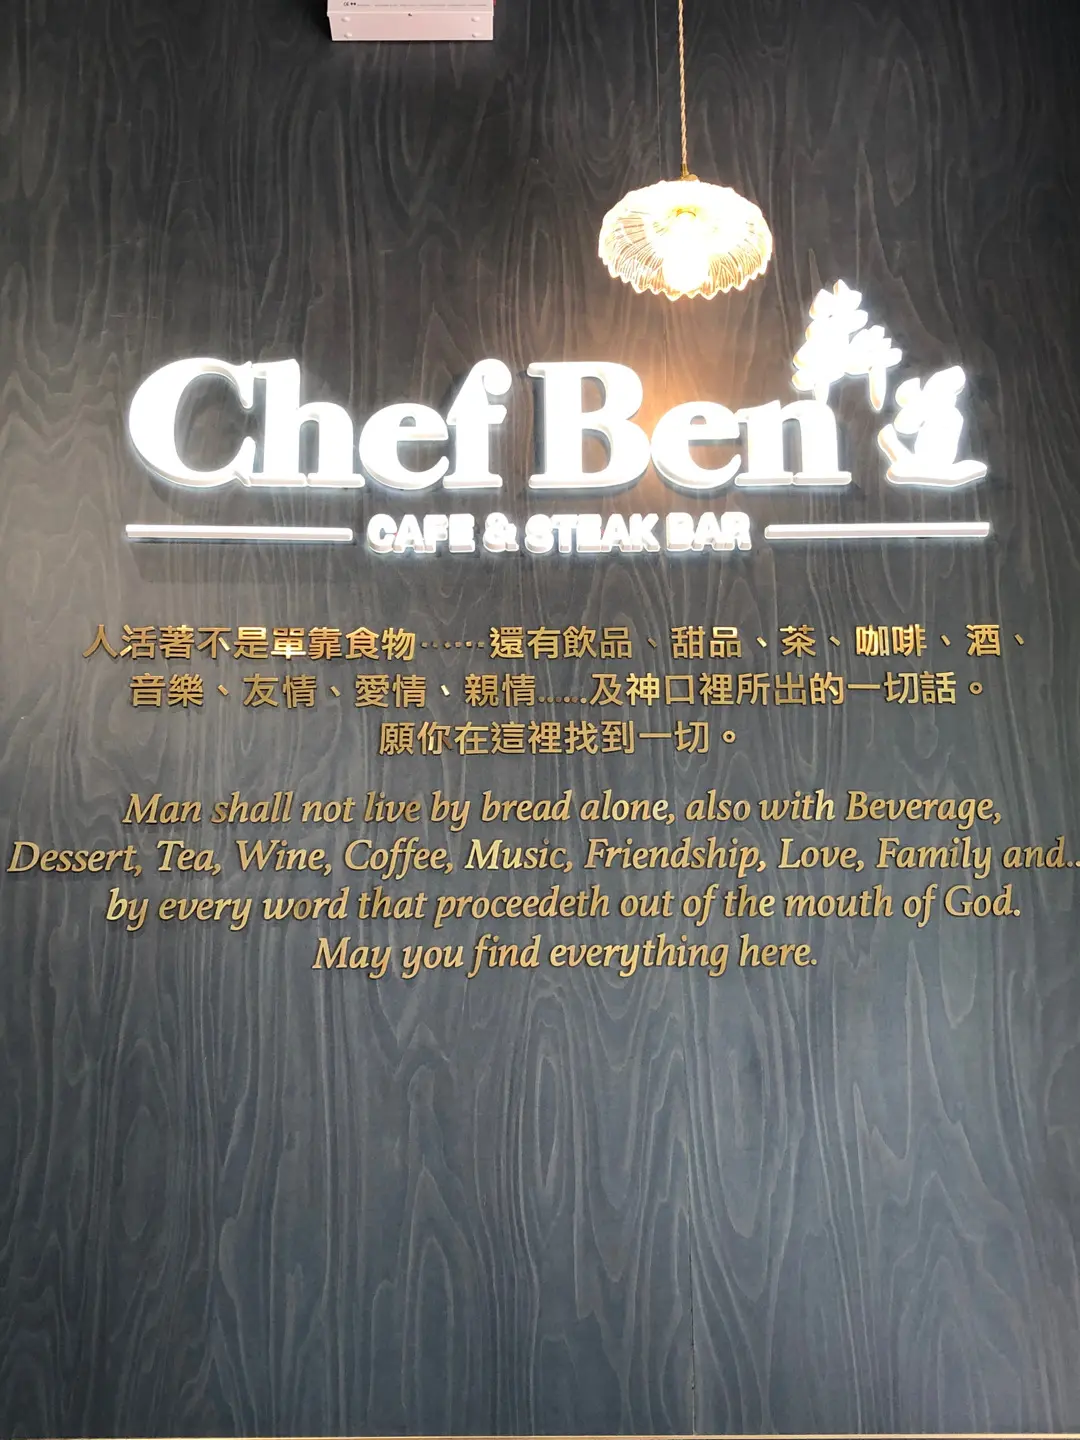 Chef Ben
CAFE & STEAK BAR
人活著不是單靠食物……還有飲品、甜品、茶、咖啡、酒、
音樂、友情、愛情、親情……及神口裡所出的一切話。
願你在這裡找到一切。
Man shall not live by bread alone, also with Beverage,
Dessert, Tea, Wine, Coffee, Music, Friendship, Love, Family and..
by every word that proceedeth out of the mouth of God.
May you find everything here.